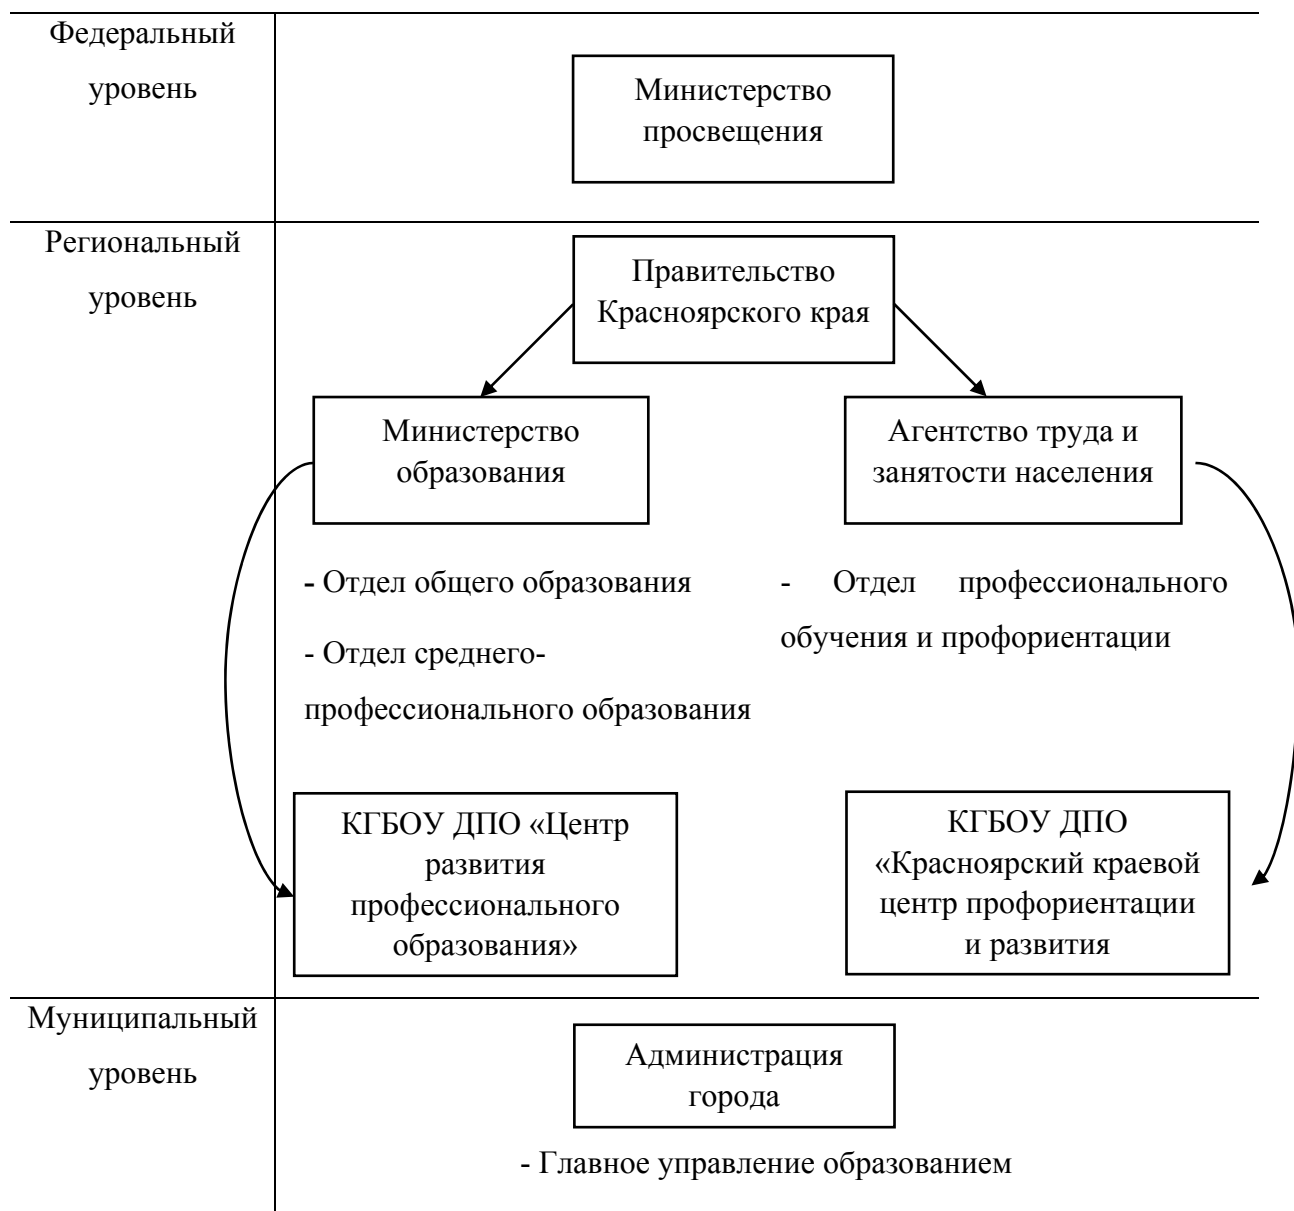 Федеральный
уровень
Министерство
просвещения
Региональный
уровень
Правительство
Красноярского края
Министерство
образования
Агентство труда и
занятости населения
- Отдел общего образования
- Отдел среднего-
профессионального образования
- Отдел профессионального
обучения и профориентации
КГБОУ ДПО «Центр
развития
профессионального
образования»
КГБОУ ДПО
«Красноярский краевой
центр профориентации
и развития
Муниципальный
уровень
Администрация
города
- Главное управление образованием